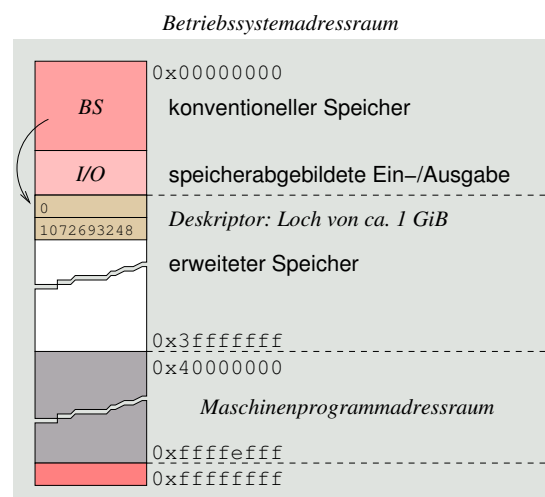 Betriebssystemadressraum
0x00000000
BS
konventioneller Speicher
I/O
speicherabgebildete Ein−/Ausgabe
0
Deskriptor: Loch von ca. 1 GiB
1072693248
erweiteter Speicher
0x3fffffff
0x40000000
Maschinenprogrammadressraum
0xffffefff
0xffffffff